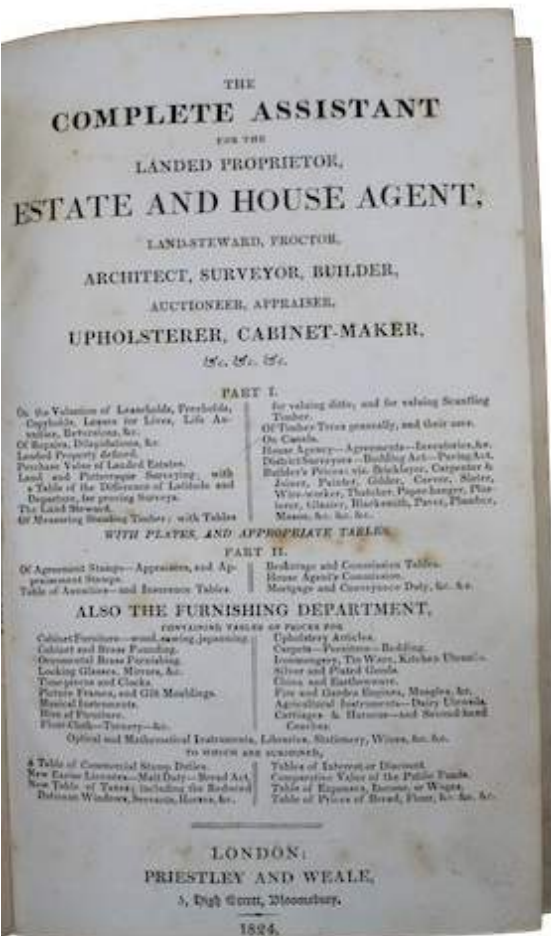 THE
COMPLETE ASSISTANT
FOR THE
LANDED PROPRIETOR,
ESTATE AND HOUSE AGENT,
LAND-STEWARD, PROCTOR,
ARCHITECT, SURVEYOR, BUILDER,
AUCTIONEER, APPRAISER,
UPHOLSTERER, CABINET-MAKER,
&c. &c. &c.
PART I.
On the Valuation of Leaseholds, Freeholds,
Copyholds, Leases for Lives, Life An-
nuities, Reversions, &c.
Of Repairs, Dilapidations, &c.
Landed Property defined.
Purchase Value of Landed Estates.
Land and Picturesque Surveying; with
a Table of the Difference of Latitude and
Departure, for proving Surveys.
The Land Steward.
Of Measuring Standing Timber; with Tables
for valuing ditto; and for valuing Scantling
Timber.
Of Timber Trees generally, and their uses.
On Canals.
House Agency—Agreements—Inventories, &c.
District Surveyors—Building Act—Paving Act.
Builder's Prices: viz. Bricklayer, Carpenter &
Joiner, Painter, Gilder, Carver, Slater,
Wire-worker, Thatcher, Paper-hanger, Plas-
terer, Glazier, Blacksmith, Paver, Plumber,
Mason, &c. &c. &c.
WITH PLATES, AND APPROPRIATE TABLES.
PART II.
Of Agreement Stamps—Appraisers, and Ap-
praisement Stamps.
Table of Annuities—and Insurance Tables.
Brokerage and Commission Tables.
House Agent's Commission.
Mortgage and Conveyance Duty, &c. &c.
ALSO THE FURNISHING DEPARTMENT,
CONTAINING TABLES OF PRICES FOR
Cabinet Furniture—wood, sawing, japanning.
Cabinet and Brass Founding.
Ornamental Brass Furnishing.
Looking Glasses, Mirrors, &c.
Time-pieces and Clocks.
Picture Frames, and Gilt Mouldings.
Musical Instruments.
Hire of Furniture.
Floor-Cloth—Turnery—&c.
Upholstery Articles.
Carpets—Furniture—Bedding.
Ironmongery, Tin Ware, Kitchen Utensils.
Silver and Plated Goods.
China and Earthenware.
Fire and Garden Engines, Mangles, &c.
Agricultural Instruments—Dairy Utensils.
Carriages & Harness—and Second-hand
Coaches.
Optical and Mathematical Instruments, Libraries, Stationery, Wines, &c. &c.
TO WHICH ARE SUBJOINED,
A Table of Commercial Stamp Duties.
New Excise Licences—Malt Duty—Bread Act.
New Table of Taxes; including the Reduced
Duties on Windows, Servants, Horses, &c.
Tables of Interest or Discount.
Comparative Value of the Public Funds.
Table of Expenses, Income, or Wages.
Table of Prices of Bread, Flour, &c. &c. &c.
LONDON:
PRIESTLEY AND WEALE,
5, High Street, Bloomsbury.
1824.